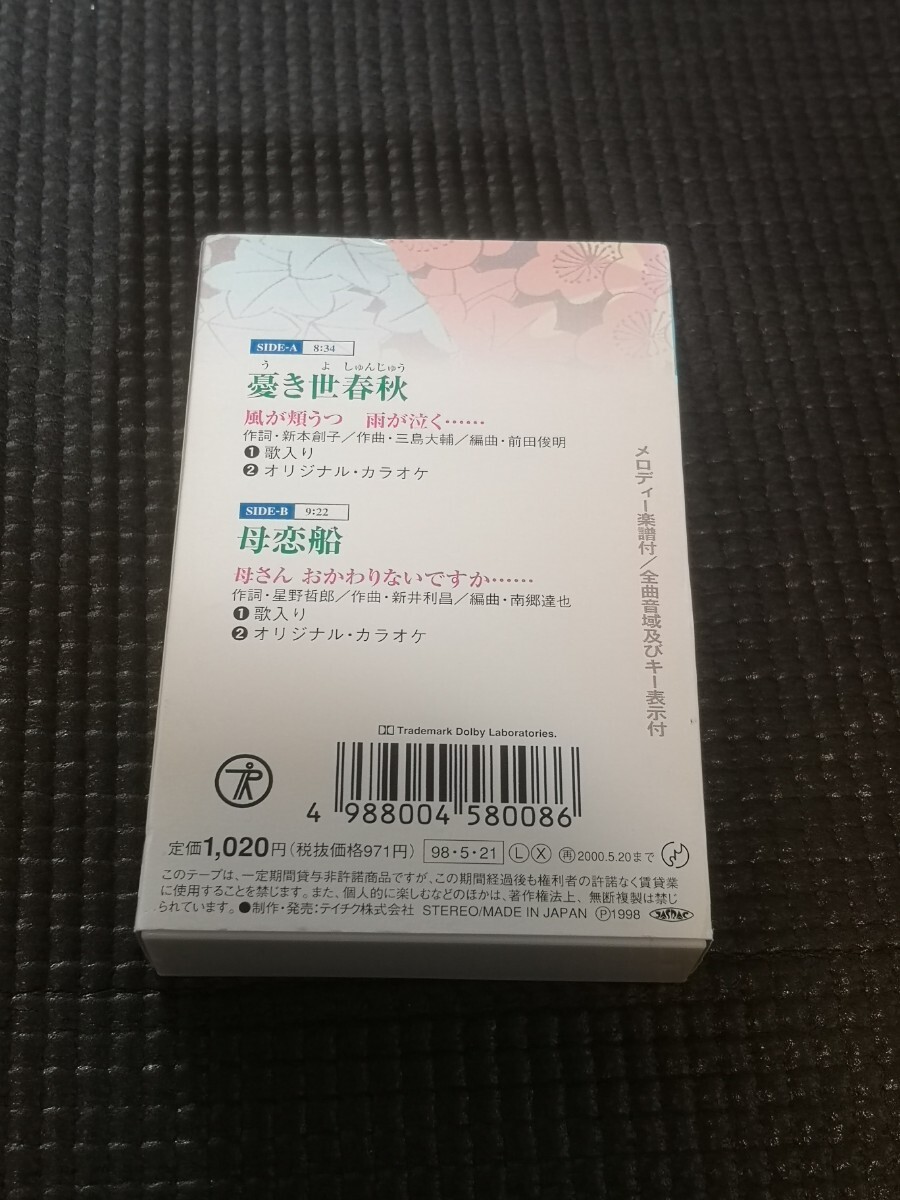 SIDE-A 8:34
う よ しゅんじゅう
憂き世春秋
風が頬うつ 雨が泣く……
作詞・新本創子／作曲・三島大輔／編曲・前田俊明
❶歌入り
❷オリジナル・カラオケ
SIDE-B 9:22
母恋船
母さん おかわりないですか……
作詞・星野哲郎／作曲・新井利昌／編曲・南郷達也
❶歌入り
❷オリジナル・カラオケ
メロディー楽譜付／全曲音域及びキー表示付
Trademark Dolby Laboratories.
4 988004 580086
定価1,020円（税抜価格971円） 98・5・21 Ⓛ Ⓧ ㊑ 2000.5.20まで
このテープは、一定期間貸与非許諾商品ですが、この期間経過後も権利者の許諾なく賃貸業
に使用することを禁じます。また、個人的に楽しむなどのほかは、著作権法上、無断複製は禁じ
られています。●制作・発売：テイチク株式会社 STEREO/MADE IN JAPAN Ⓟ1998 JASRAC